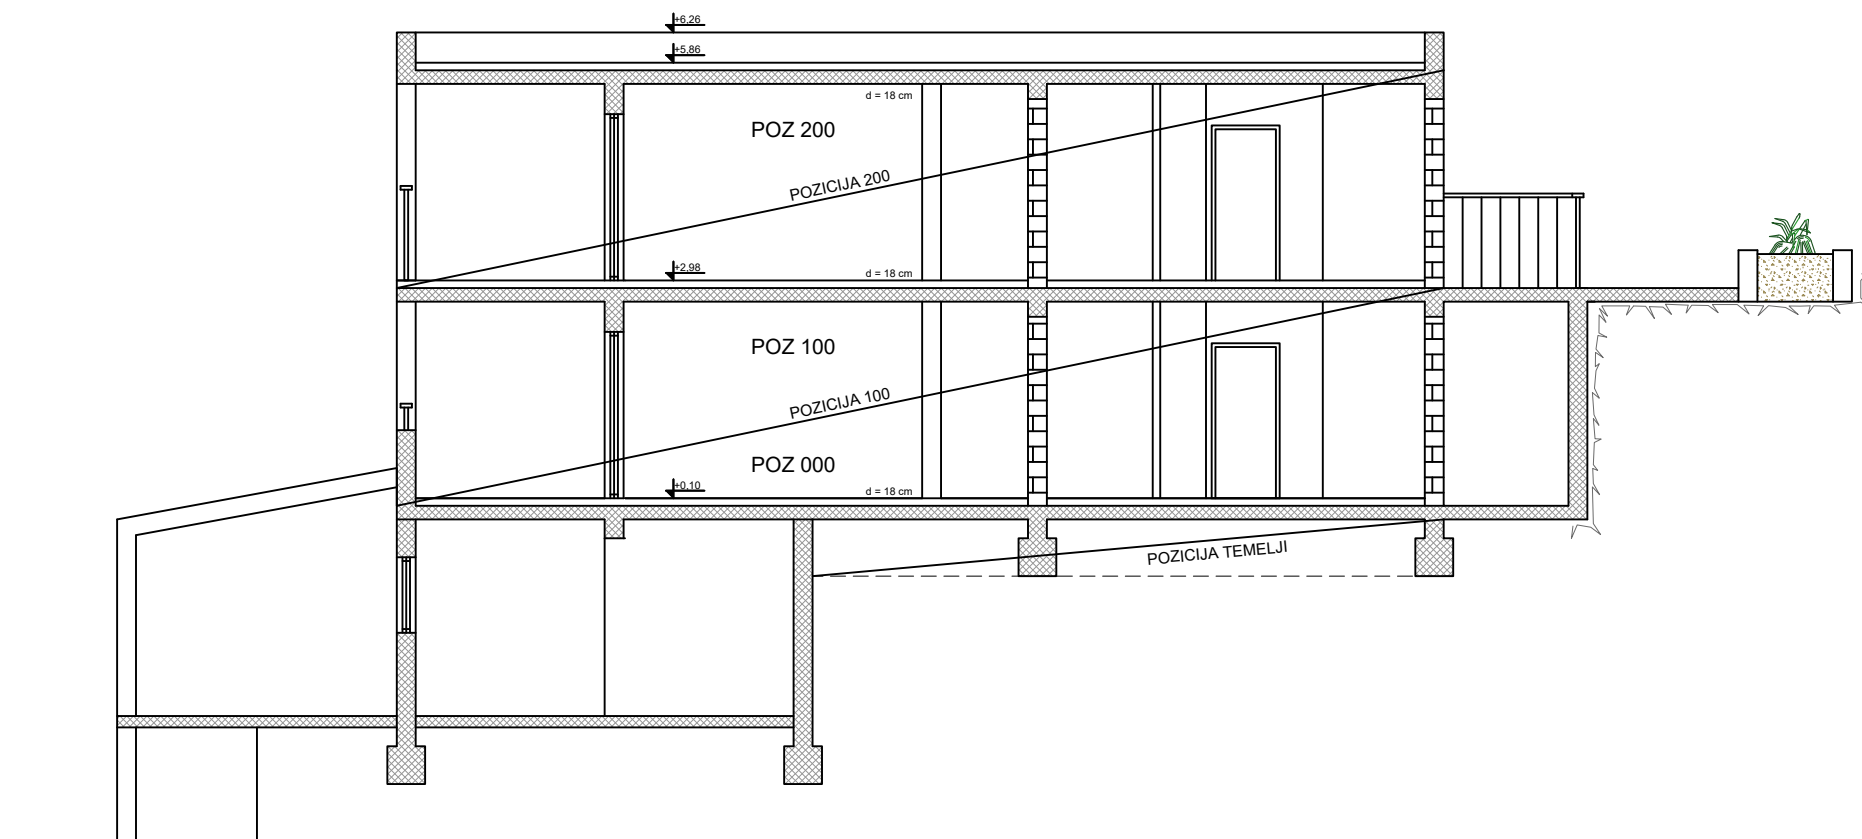 +6,26
+5,86
d = 18 cm
POZ 200
POZICIJA 200
+2,98
d = 18 cm
POZ 100
POZICIJA 100
POZ 000
+0,10
d = 18 cm
POZICIJA TEMELJI